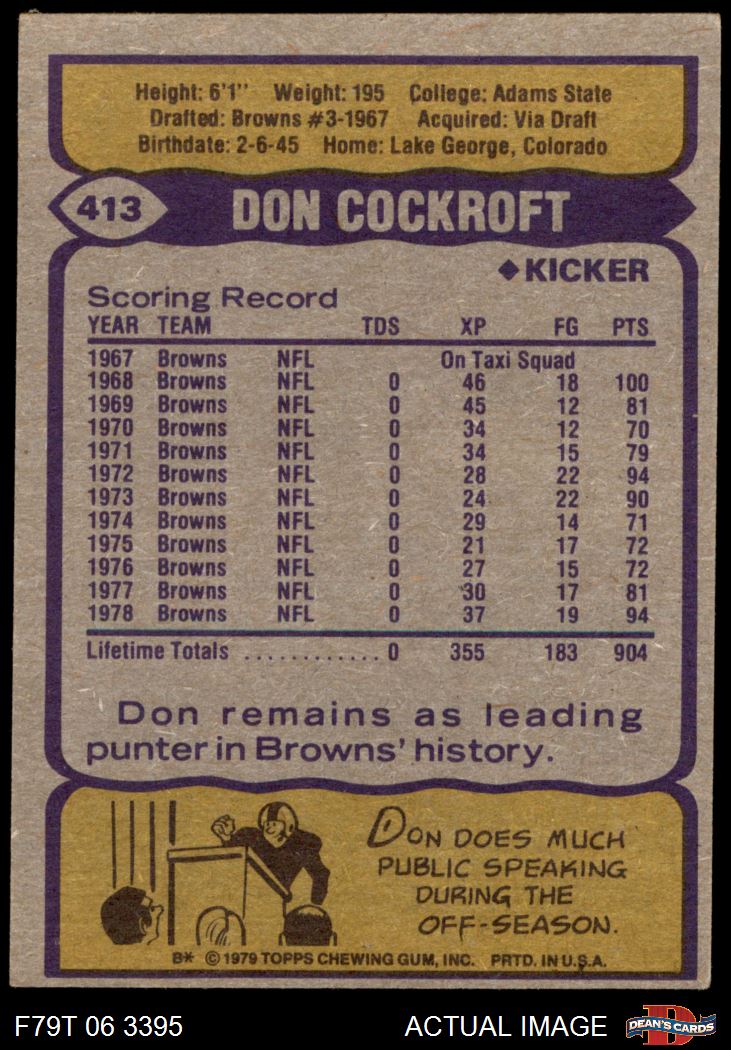 Height: 6'1" Weight: 195 College: Adams State
Drafted: Browns #3-1967 Acquired: Via Draft
Birthdate: 2-6-45 Home: Lake George, Colorado
413 DON COCKROFT
◆KICKER
Scoring Record
YEAR TEAM TDS XP FG PTS
1967 Browns NFL On Taxi Squad
1968 Browns NFL 0 46 18 100
1969 Browns NFL 0 45 12 81
1970 Browns NFL 0 34 12 70
1971 Browns NFL 0 34 15 79
1972 Browns NFL 0 28 22 94
1973 Browns NFL 0 24 22 90
1974 Browns NFL 0 29 14 71
1975 Browns NFL 0 21 17 72
1976 Browns NFL 0 27 15 72
1977 Browns NFL 0 30 17 81
1978 Browns NFL 0 37 19 94
Lifetime Totals ............ 0 355 183 904
Don remains as leading
punter in Browns' history.
DON DOES MUCH
PUBLIC SPEAKING
DURING THE
OFF-SEASON.
B* © 1979 TOPPS CHEWING GUM, INC. PRTD. IN U.S.A.
F79T 06 3395 ACTUAL IMAGE D DEAN'S CARDS